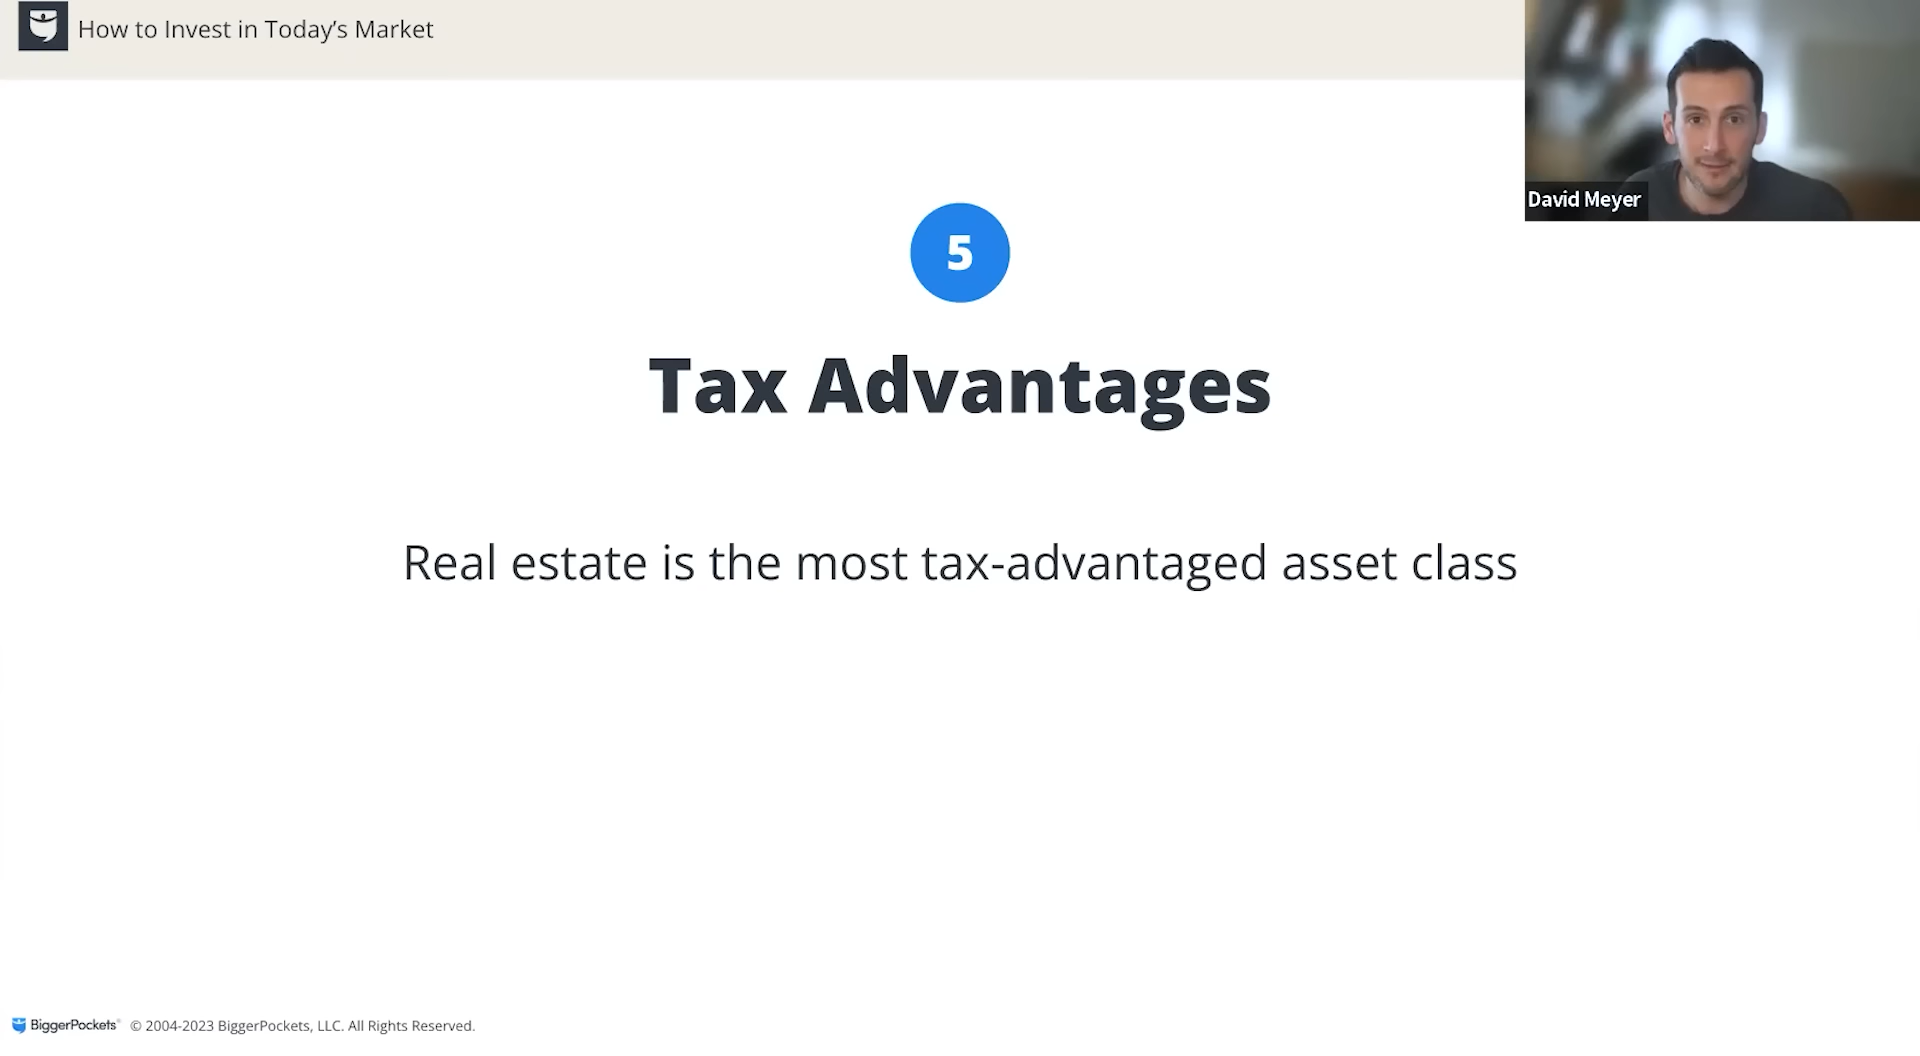 How to Invest in Today’s Market
David Meyer
5
Tax Advantages
Real estate is the most tax-advantaged asset class
BiggerPockets® © 2004-2023 BiggerPockets, LLC. All Rights Reserved.